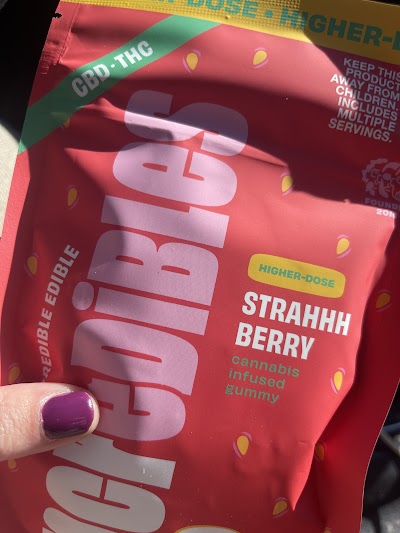 DOSE • HIGHER-
CBD·THC
KEEP THIS
PRODUCT
AWAY FROM
CHILDREN.
INCLUDES
MULTIPLE
SERVINGS.
incrediBles
HIGHER-DOSE
STRAHHH
BERRY
cannabis
infused
gummy
EDIBLE